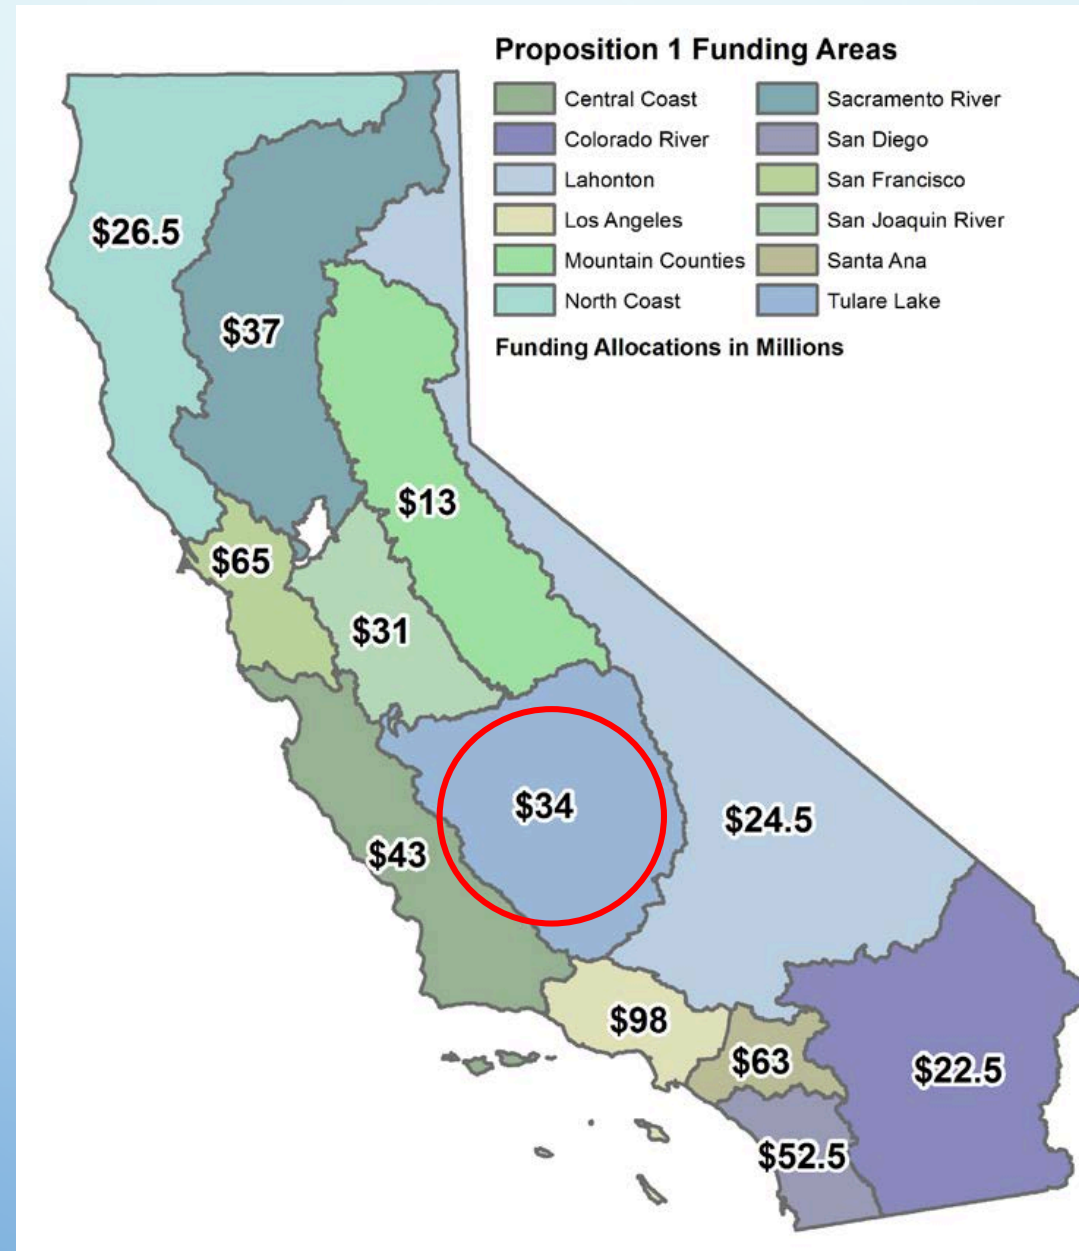 Proposition 1 Funding Areas
Central Coast
Colorado River
Lahonton
Los Angeles
Mountain Counties
North Coast
Sacramento River
San Diego
San Francisco
San Joaquin River
Santa Ana
Tulare Lake
Funding Allocations in Millions
$26.5
$37
$13
$65
$31
$34
$24.5
$43
$98
$63
$22.5
$52.5